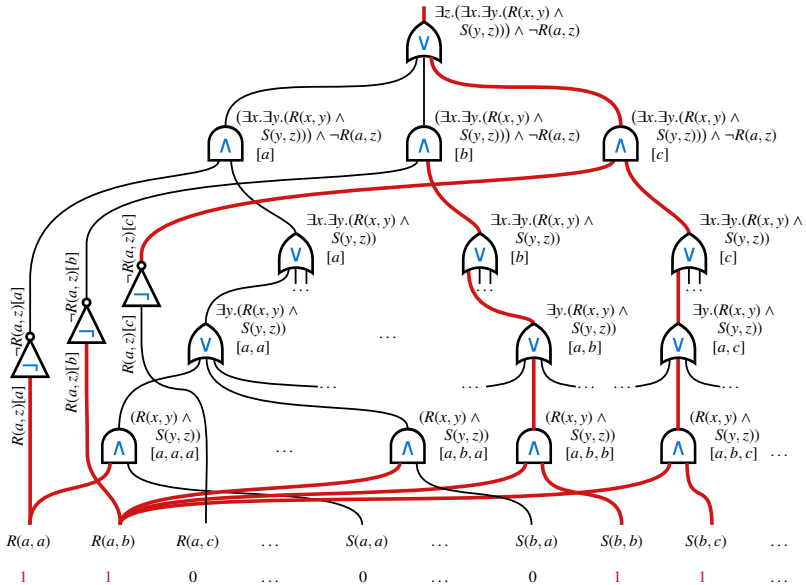 ∃z.(∃x.∃y.(R(x, y) ∧
S(y, z))) ∧ ¬R(a, z)
∨
(∃x.∃y.(R(x, y) ∧
S(y, z))) ∧ ¬R(a, z)
[a]
∧
(∃x.∃y.(R(x, y) ∧
S(y, z))) ∧ ¬R(a, z)
[b]
∧
(∃x.∃y.(R(x, y) ∧
S(y, z))) ∧ ¬R(a, z)
[c]
∧
∃x.∃y.(R(x, y) ∧
S(y, z))
[a]
∨
...
∃x.∃y.(R(x, y) ∧
S(y, z))
[b]
∨
...
∃x.∃y.(R(x, y) ∧
S(y, z))
[c]
∨
...
¬R(a, z)[a]
¬
R(a, z)[a]
¬R(a, z)[b]
¬
R(a, z)[b]
¬R(a, z)[c]
¬
R(a, z)[c]
∃y.(R(x, y) ∧
S(y, z))
[a, a]
∨
...
...
∃y.(R(x, y) ∧
S(y, z))
[a, b]
∨
...
∃y.(R(x, y) ∧
S(y, z))
[a, c]
∨
...
(R(x, y) ∧
S(y, z))
[a, a, a]
∧
...
(R(x, y) ∧
S(y, z))
[a, b, a]
∧
(R(x, y) ∧
S(y, z))
[a, b, b]
∧
(R(x, y) ∧
S(y, z))
[a, b, c]
∧
...
R(a, a) R(a, b) R(a, c) ... S(a, a) ... S(b, a) S(b, b) S(b, c) ...
1 1 0 ... 0 ... 0 1 1 ...